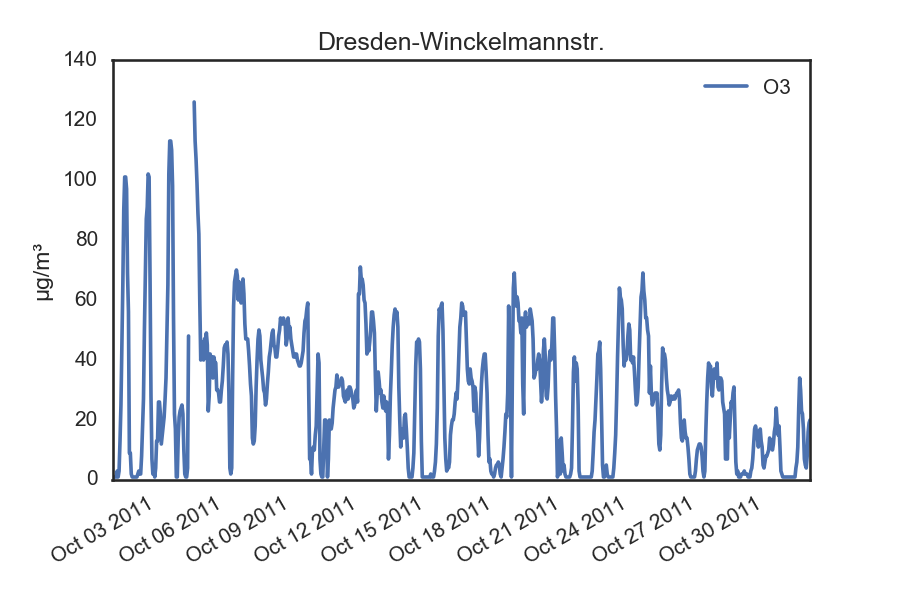 Dresden-Winckelmannstr.
O3
µg/m³
140
120
100
80
60
40
20
0
Oct 03 2011
Oct 06 2011
Oct 09 2011
Oct 12 2011
Oct 15 2011
Oct 18 2011
Oct 21 2011
Oct 24 2011
Oct 27 2011
Oct 30 2011